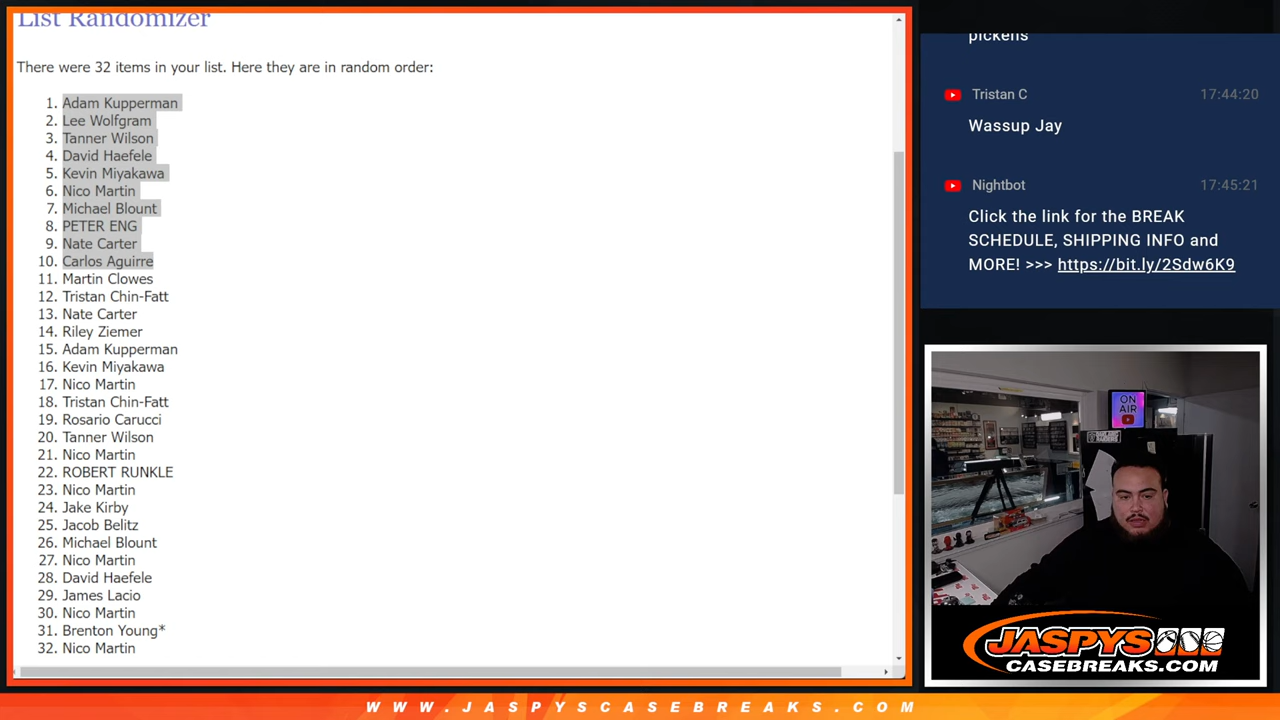 List Randomizer
There were 32 items in your list. Here they are in random order:
1. Adam Kupperman
2. Lee Wolfgram
3. Tanner Wilson
4. David Haefele
5. Kevin Miyakawa
6. Nico Martin
7. Michael Blount
8. PETER ENG
9. Nate Carter
10. Carlos Aguirre
11. Martin Clowes
12. Tristan Chin-Fatt
13. Nate Carter
14. Riley Ziemer
15. Adam Kupperman
16. Kevin Miyakawa
17. Nico Martin
18. Tristan Chin-Fatt
19. Rosario Carucci
20. Tanner Wilson
21. Nico Martin
22. ROBERT RUNKLE
23. Nico Martin
24. Jake Kirby
25. Jacob Belitz
26. Michael Blount
27. Nico Martin
28. David Haefele
29. James Lacio
30. Nico Martin
31. Brenton Young*
32. Nico Martin
pickens
Tristan C 17:44:20
Wassup Jay
Nightbot 17:45:21
Click the link for the BREAK
SCHEDULE, SHIPPING INFO and
MORE! >>> https://bit.ly/2Sdw6K9
ON
AIR
JASPYS
CASEBREAKS.COM
WWW.JASPYSCASEBREAKS.COM